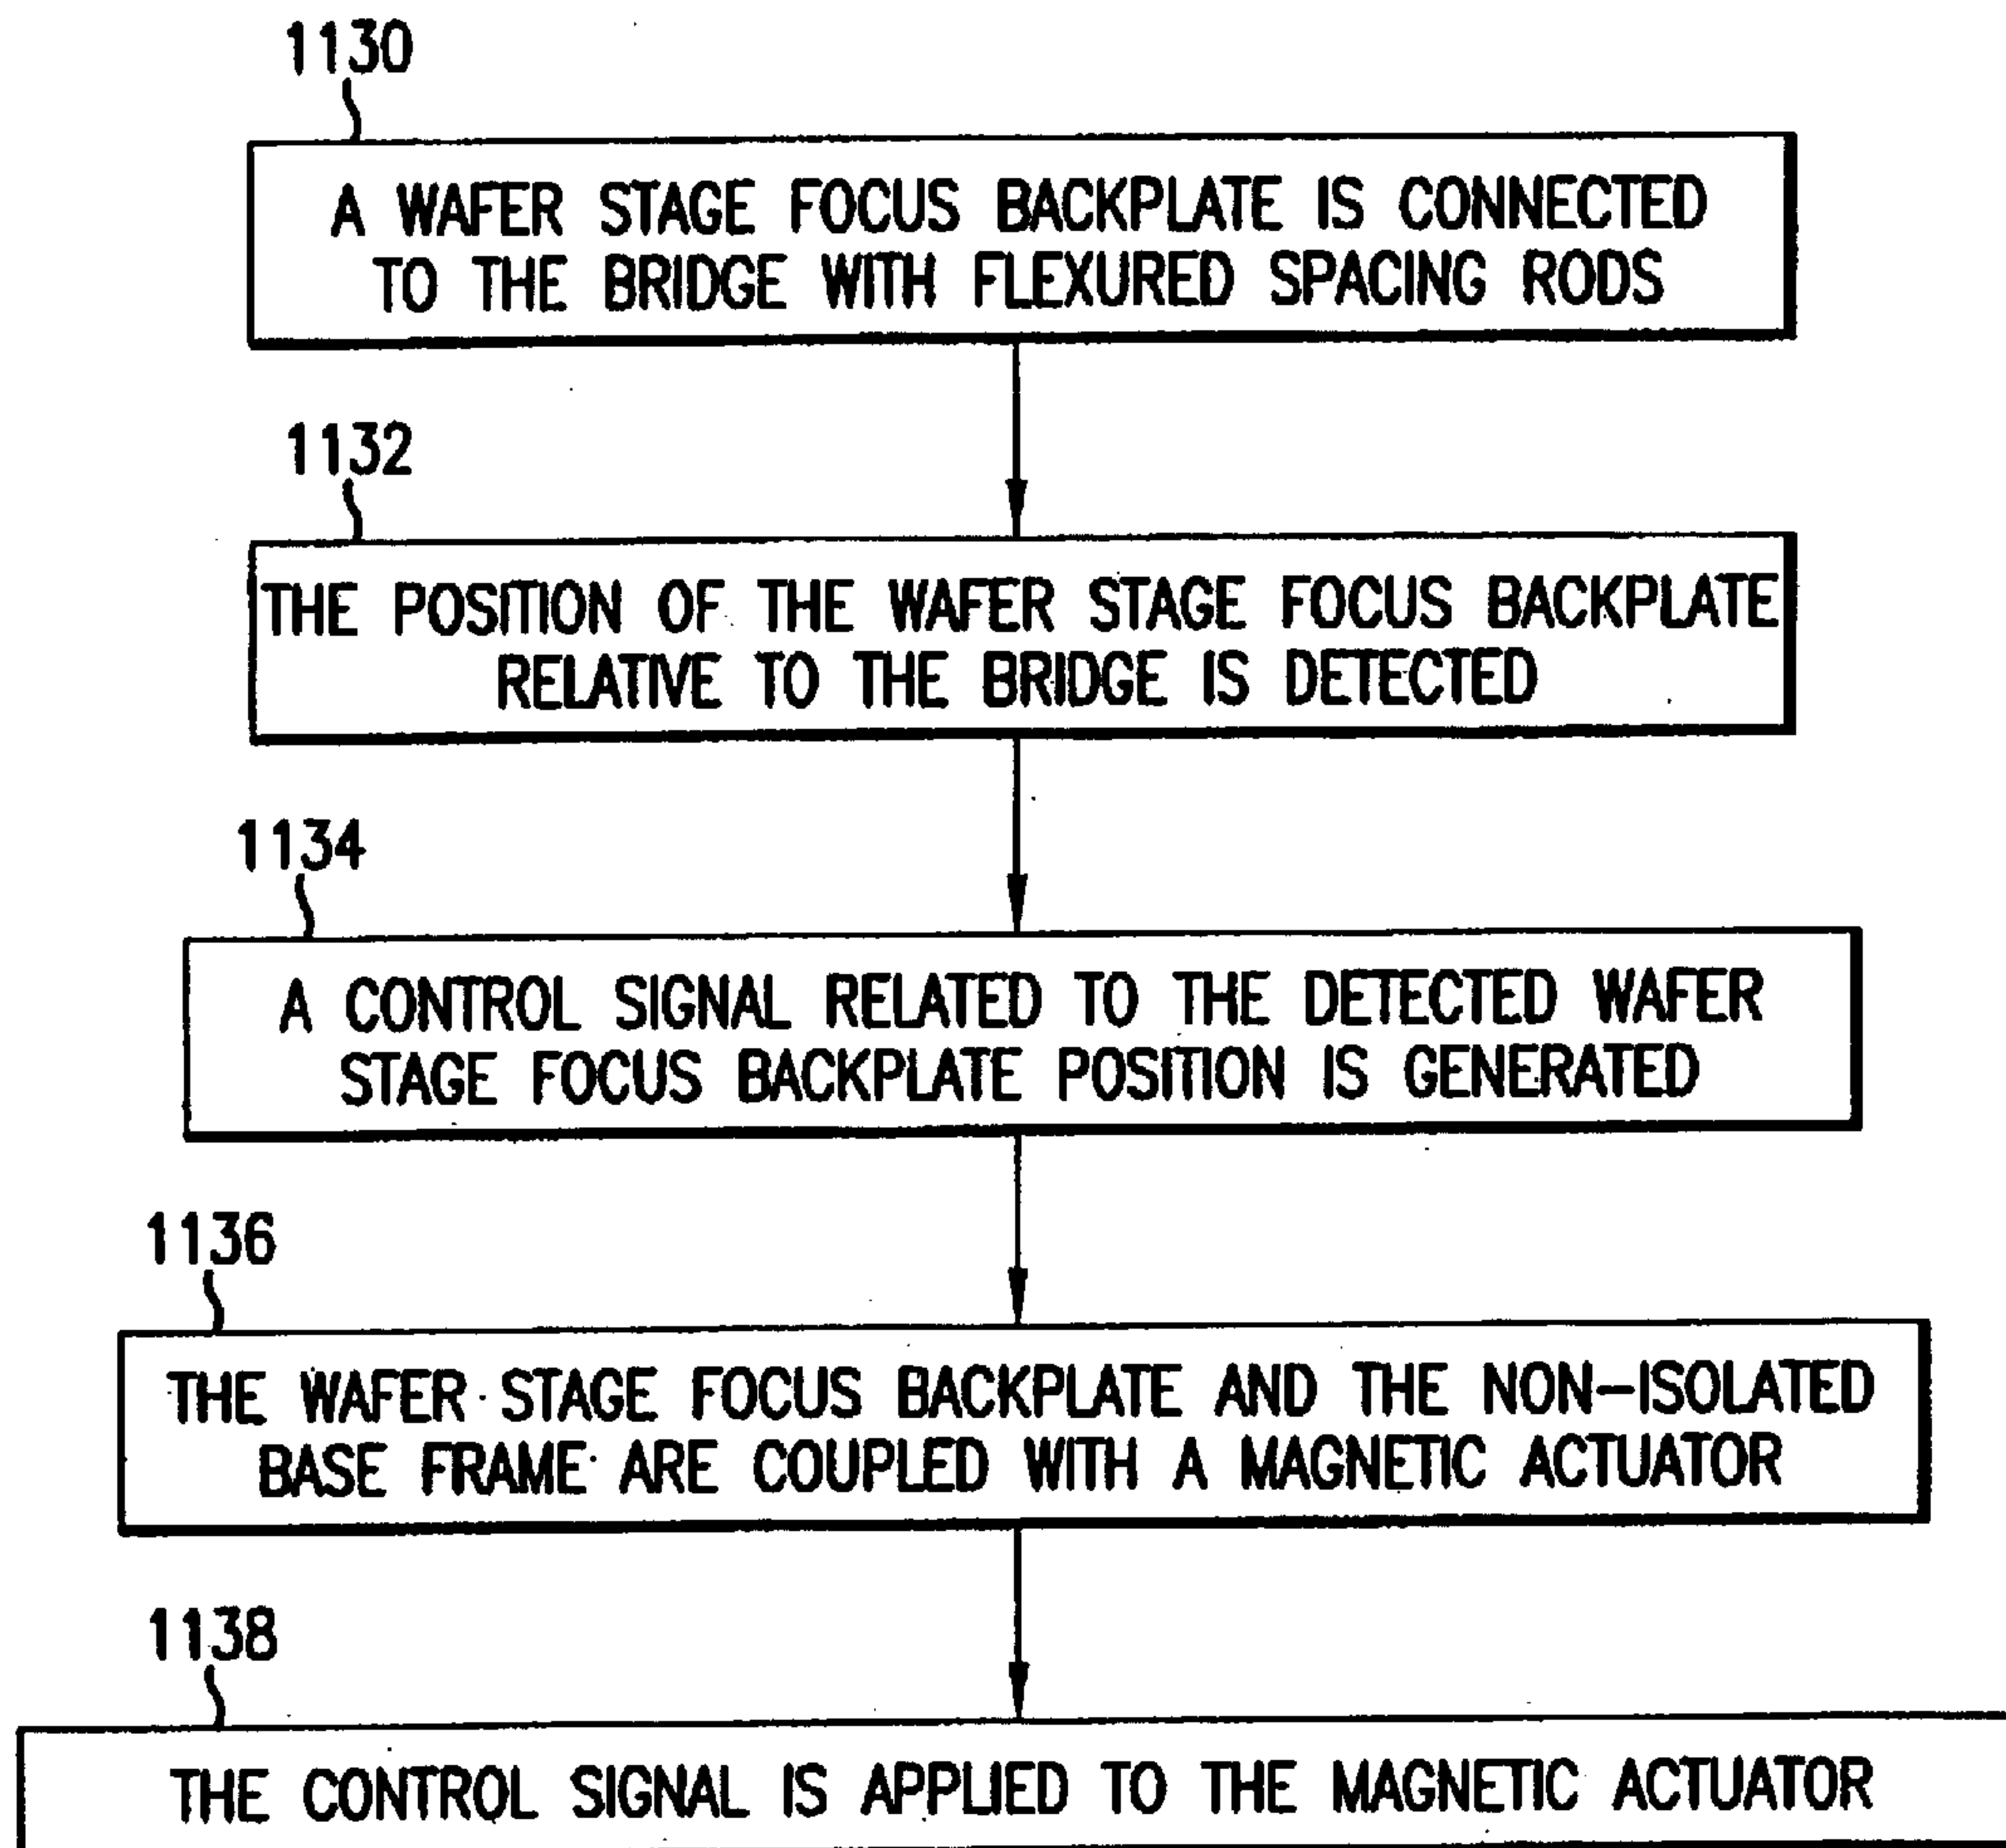 1130
A WAFER STAGE FOCUS BACKPLATE IS CONNECTED
TO THE BRIDGE WITH FLEXURED SPACING RODS
1132
THE POSITION OF THE WAFER STAGE FOCUS BACKPLATE
RELATIVE TO THE BRIDGE IS DETECTED
1134
A CONTROL SIGNAL RELATED TO THE DETECTED WAFER
STAGE FOCUS BACKPLATE POSITION IS GENERATED
1136
THE WAFER STAGE FOCUS BACKPLATE AND THE NON-ISOLATED
BASE FRAME ARE COUPLED WITH A MAGNETIC ACTUATOR
1138
THE CONTROL SIGNAL IS APPLIED TO THE MAGNETIC ACTUATOR